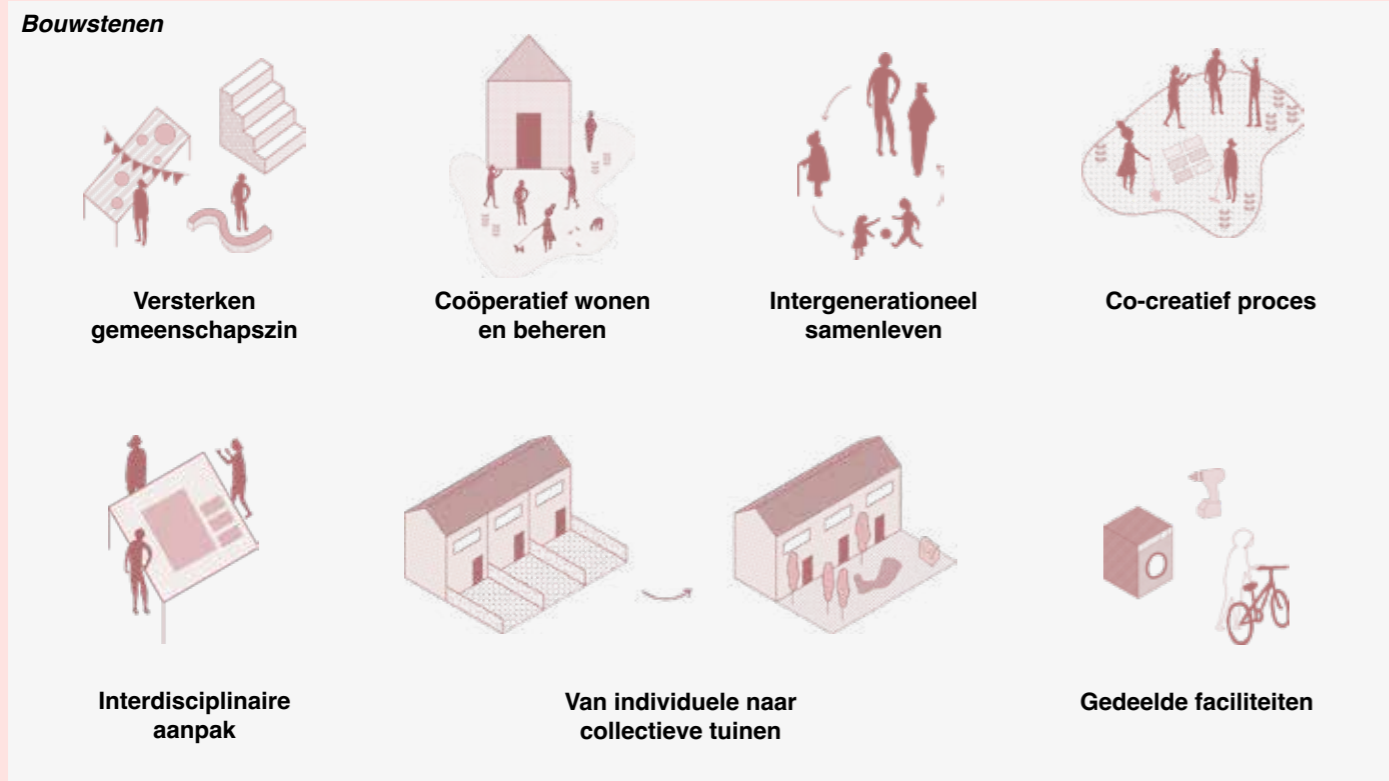 Bouwstenen
Versterken
gemeenschapszin
Coöperatief wonen
en beheren
Intergenerationeel
samenleven
Co-creatief proces
Interdisciplinaire
aanpak
Van individuele naar
collectieve tuinen
Gedeelde faciliteiten